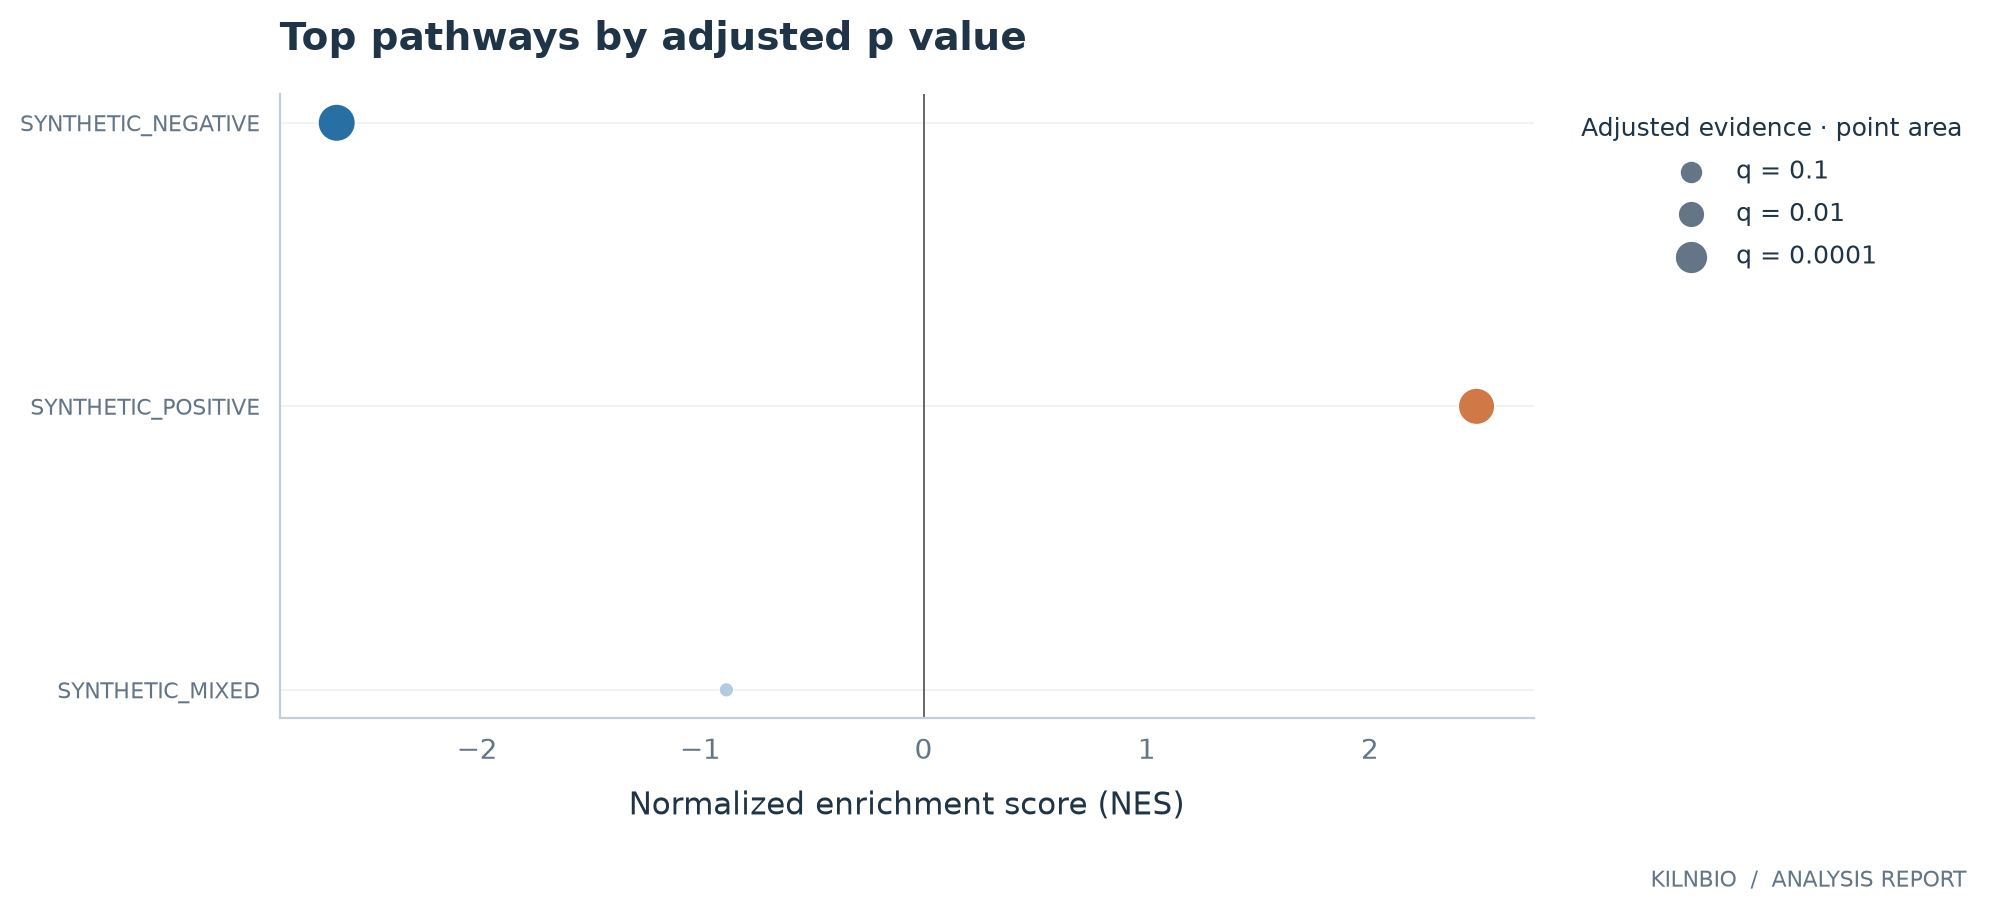 Top pathways by adjusted p value
SYNTHETIC_NEGATIVE
SYNTHETIC_POSITIVE
SYNTHETIC_MIXED
−2
−1
0
1
2
Normalized enrichment score (NES)
Adjusted evidence · point area
q = 0.1
q = 0.01
q = 0.0001
KILNBIO / ANALYSIS REPORT